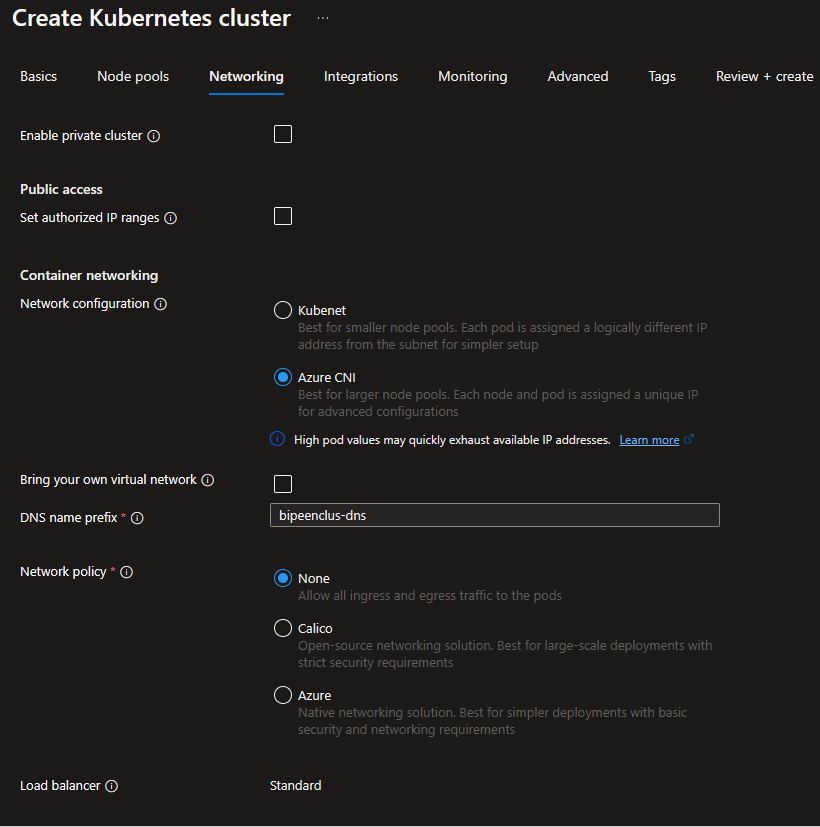 Create Kubernetes cluster ...
Basics Node pools Networking Integrations Monitoring Advanced Tags Review + create
Enable private cluster
Public access
Set authorized IP ranges
Container networking
Network configuration
Kubenet
Best for smaller node pools. Each pod is assigned a logically different IP
address from the subnet for simpler setup
Azure CNI
Best for larger node pools. Each node and pod is assigned a unique IP
for advanced configurations
High pod values may quickly exhaust available IP addresses. Learn more
Bring your own virtual network
DNS name prefix *
bipeenclus-dns
Network policy *
None
Allow all ingress and egress traffic to the pods
Calico
Open-source networking solution. Best for large-scale deployments with
strict security requirements
Azure
Native networking solution. Best for simpler deployments with basic
security and networking requirements
Load balancer
Standard